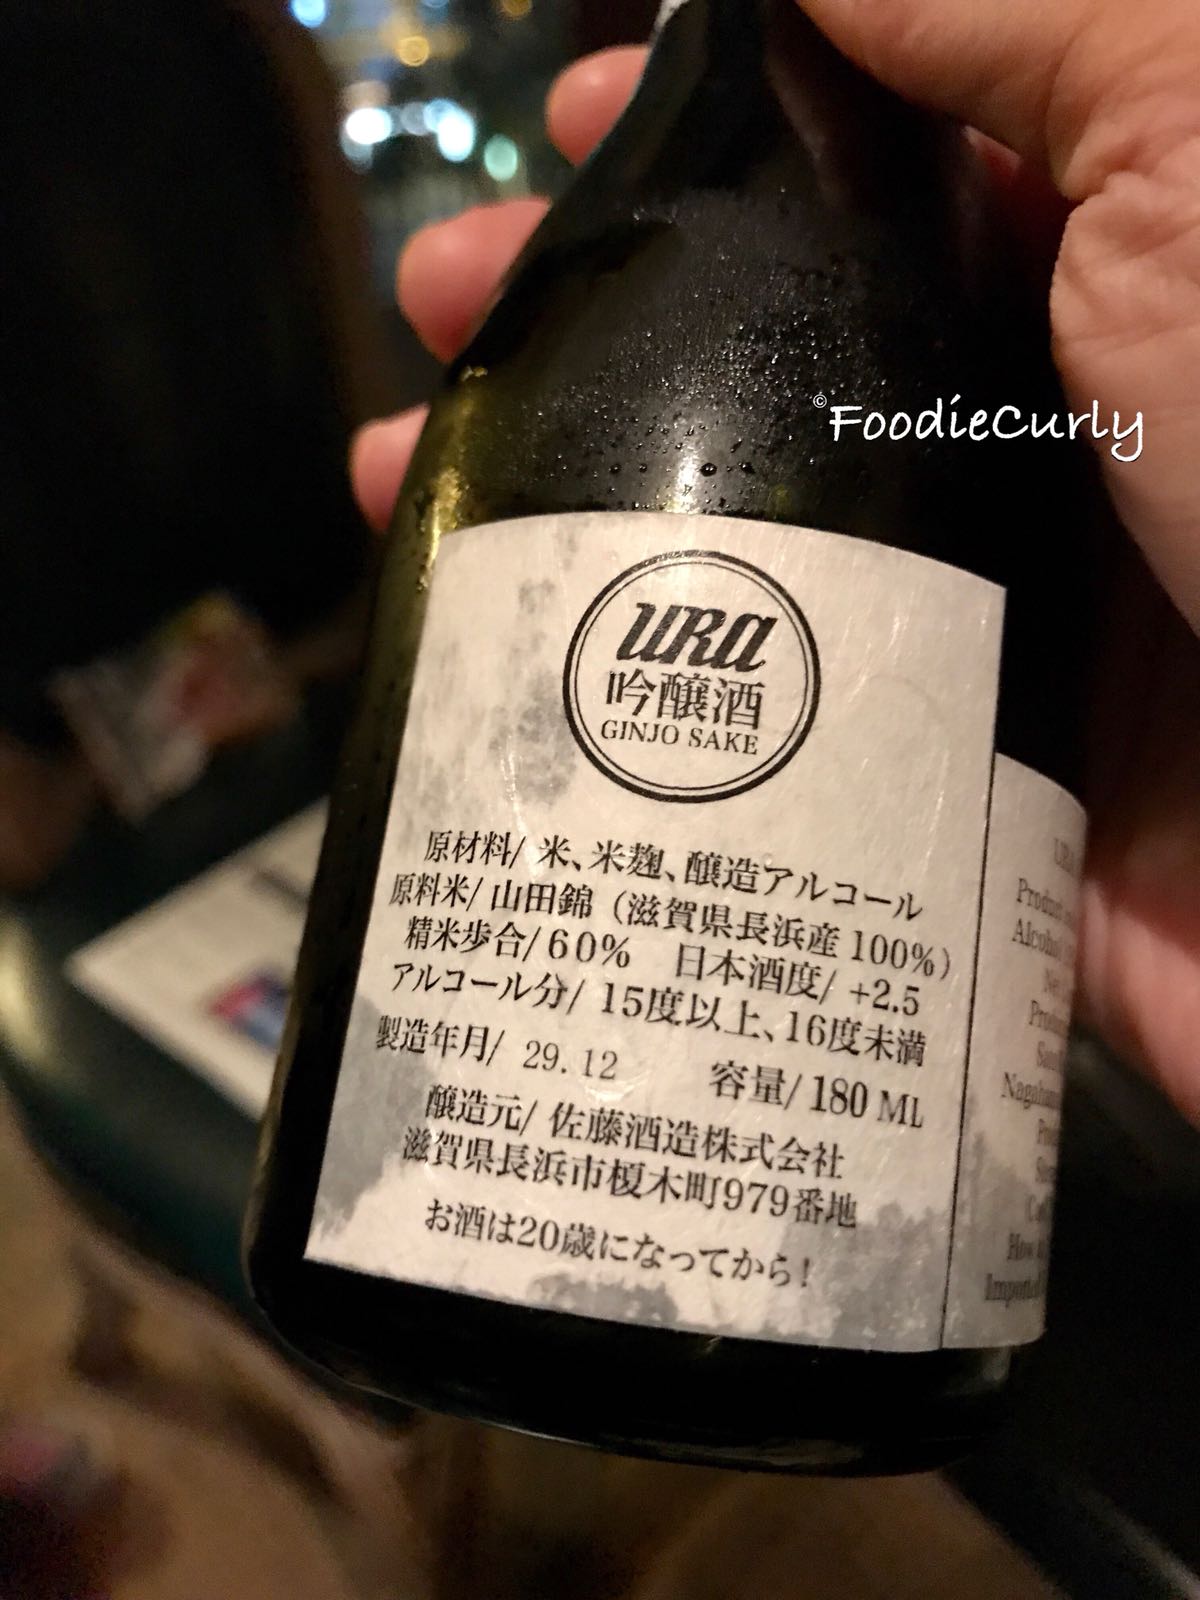 ©FoodieCurly
URa
吟醸酒
GINJO SAKE
原材料/ 米、米麹、醸造アルコール
原料米/ 山田錦（滋賀県長浜産 100%）
精米歩合/ 60%　日本酒度/ +2.5
アルコール分/ 15度以上、16度未満
製造年月/ 29.12　容量/ 180 ML
醸造元/ 佐藤酒造株式会社
滋賀県長浜市榎木町979番地
お酒は20歳になってから！
Alcohol